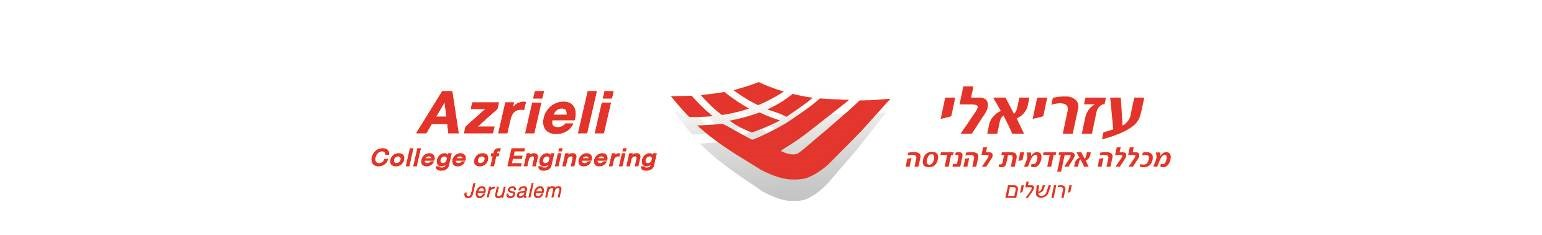 Azrieli
College of Engineering
Jerusalem
עזריאלי
מכללה אקדמית להנדסה
ירושלים